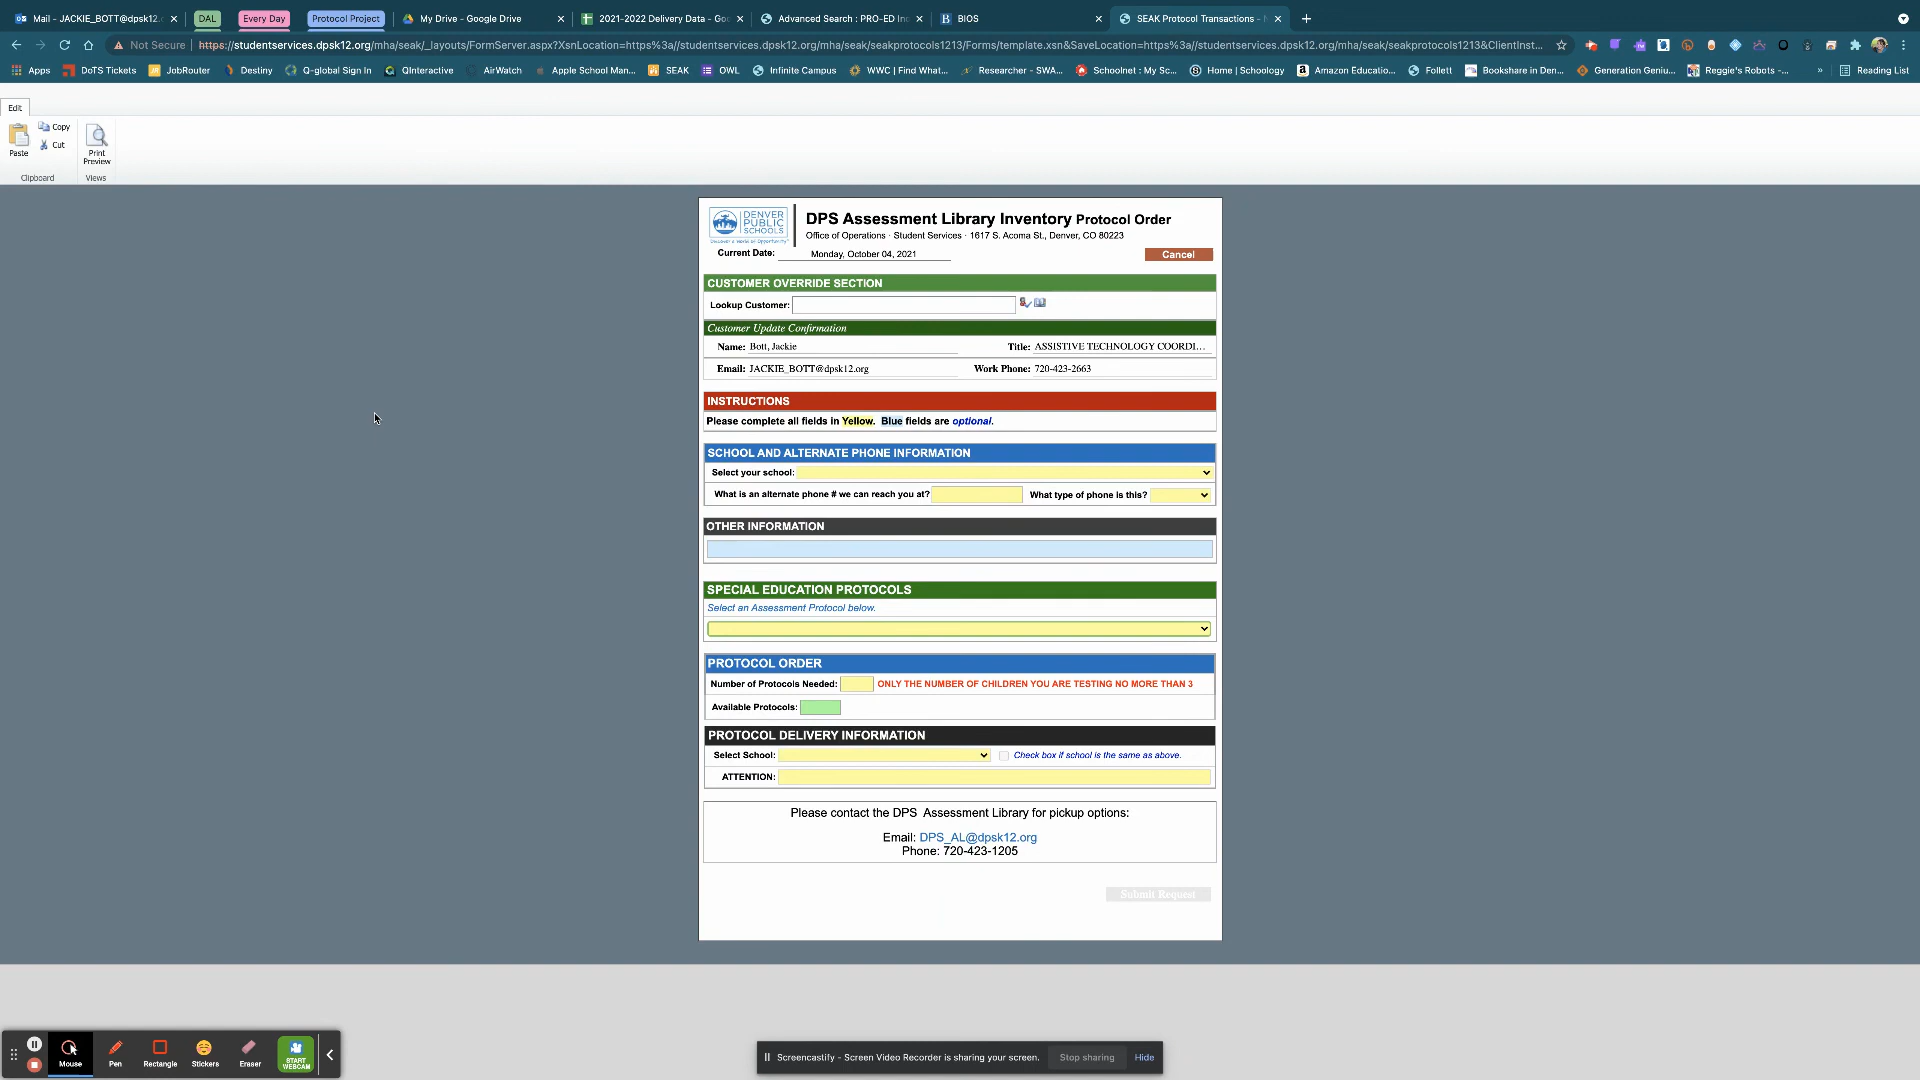 Mail - JACKIE_BOTT@dpsk12.
DAL
Every Day
Protocol Project
My Drive - Google Drive
2021-2022 Delivery Data - Go
Advanced Search : PRO-ED Inc
BIOS
SEAK Protocol Transactions -
Not Secure
https://studentservices.dpsk12.org/mha/seak/_layouts/FormServer.aspx?XsnLocation=https%3a//studentservices.dpsk12.org/mha/seak/seakprotocols1213/Forms/template.xsn&SaveLocation=https%3a//studentservices.dpsk12.org/mha/seak/seakprotocols1213&ClientInst...
Apps
DoTS Tickets
JobRouter
Destiny
Q-global Sign In
QInteractive
AirWatch
Apple School Man...
SEAK
OWL
Infinite Campus
WWC | Find What...
Researcher - SWA...
Schoolnet : My Sc...
Home | Schoology
Amazon Educatio...
Follett
Bookshare in Den...
Generation Geniu...
Reggie's Robots -...
»
Reading List
Edit
Paste
Copy
Cut
Print Preview
Clipboard
Views
DENVER PUBLIC SCHOOLS
Discover a World of Opportunity
DPS Assessment Library Inventory Protocol Order
Office of Operations · Student Services · 1617 S. Acoma St., Denver, CO 80223
Current Date: Monday, October 04, 2021
Cancel
CUSTOMER OVERRIDE SECTION
Lookup Customer:
Customer Update Confirmation
Name: Bott, Jackie Title: ASSISTIVE TECHNOLOGY COORDI...
Email: JACKIE_BOTT@dpsk12.org Work Phone: 720-423-2663
INSTRUCTIONS
Please complete all fields in Yellow. Blue fields are optional.
SCHOOL AND ALTERNATE PHONE INFORMATION
Select your school:
What is an alternate phone # we can reach you at? What type of phone is this?
OTHER INFORMATION
SPECIAL EDUCATION PROTOCOLS
Select an Assessment Protocol below.
PROTOCOL ORDER
Number of Protocols Needed: ONLY THE NUMBER OF CHILDREN YOU ARE TESTING NO MORE THAN 3
Available Protocols:
PROTOCOL DELIVERY INFORMATION
Select School: Check box if school is the same as above.
ATTENTION:
Please contact the DPS Assessment Library for pickup options:
Email: DPS_AL@dpsk12.org
Phone: 720-423-1205
Submit Request
Mouse
Pen
Rectangle
Stickers
Eraser
START WEBCAM
Screencastify - Screen Video Recorder is sharing your screen.
Stop sharing
Hide